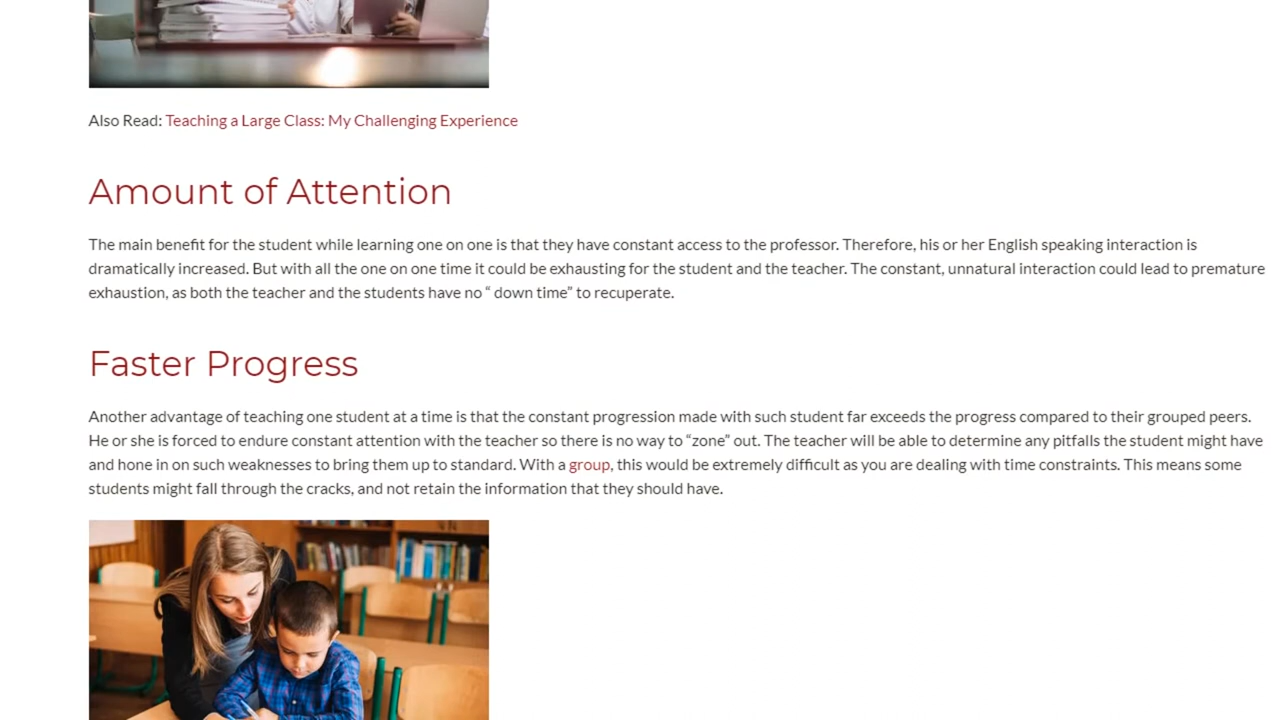 Also Read: Teaching a Large Class: My Challenging Experience
Amount of Attention
The main benefit for the student while learning one on one is that they have constant access to the professor. Therefore, his or her English speaking interaction is
dramatically increased. But with all the one on one time it could be exhausting for the student and the teacher. The constant, unnatural interaction could lead to premature
exhaustion, as both the teacher and the students have no “ down time” to recuperate.
Faster Progress
Another advantage of teaching one student at a time is that the constant progression made with such student far exceeds the progress compared to their grouped peers.
He or she is forced to endure constant attention with the teacher so there is no way to “zone” out. The teacher will be able to determine any pitfalls the student might have
and hone in on such weaknesses to bring them up to standard. With a group, this would be extremely difficult as you are dealing with time constraints. This means some
students might fall through the cracks, and not retain the information that they should have.